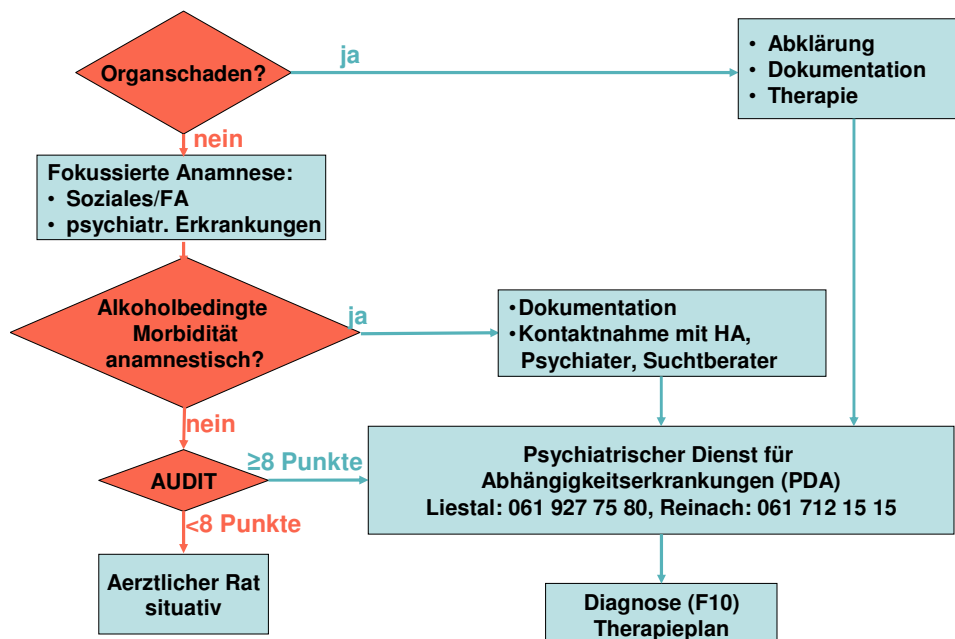 Organschaden?
ja
• Abklärung
• Dokumentation
• Therapie
nein
Fokussierte Anamnese:
• Soziales/FA
• psychiatr. Erkrankungen
Alkoholbedingte
Morbidität
anamnestisch?
ja
•Dokumentation
•Kontaktnahme mit HA,
Psychiater, Suchtberater
nein
AUDIT
≥8 Punkte
Psychiatrischer Dienst für
Abhängigkeitserkrankungen (PDA)
Liestal: 061 927 75 80, Reinach: 061 712 15 15
<8 Punkte
Aerztlicher Rat
situativ
Diagnose (F10)
Therapieplan